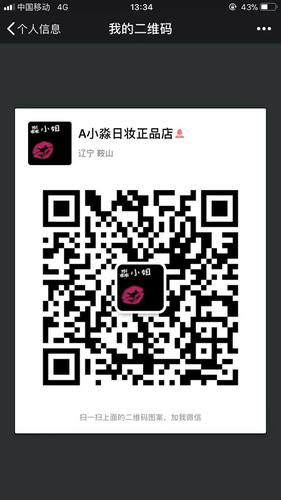 中国移动 4G 13:34 43%
个人信息 我的二维码
小姐
A小淼日妆正品店
辽宁 鞍山
小姐
扫一扫上面的二维码图案，加我微信